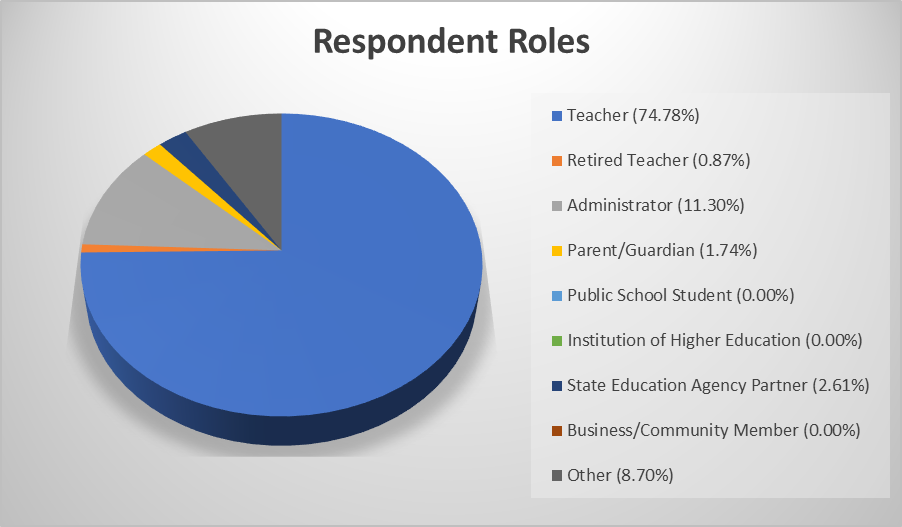 Respondent Roles
Teacher (74.78%)
Retired Teacher (0.87%)
Administrator (11.30%)
Parent/Guardian (1.74%)
Public School Student (0.00%)
Institution of Higher Education (0.00%)
State Education Agency Partner (2.61%)
Business/Community Member (0.00%)
Other (8.70%)